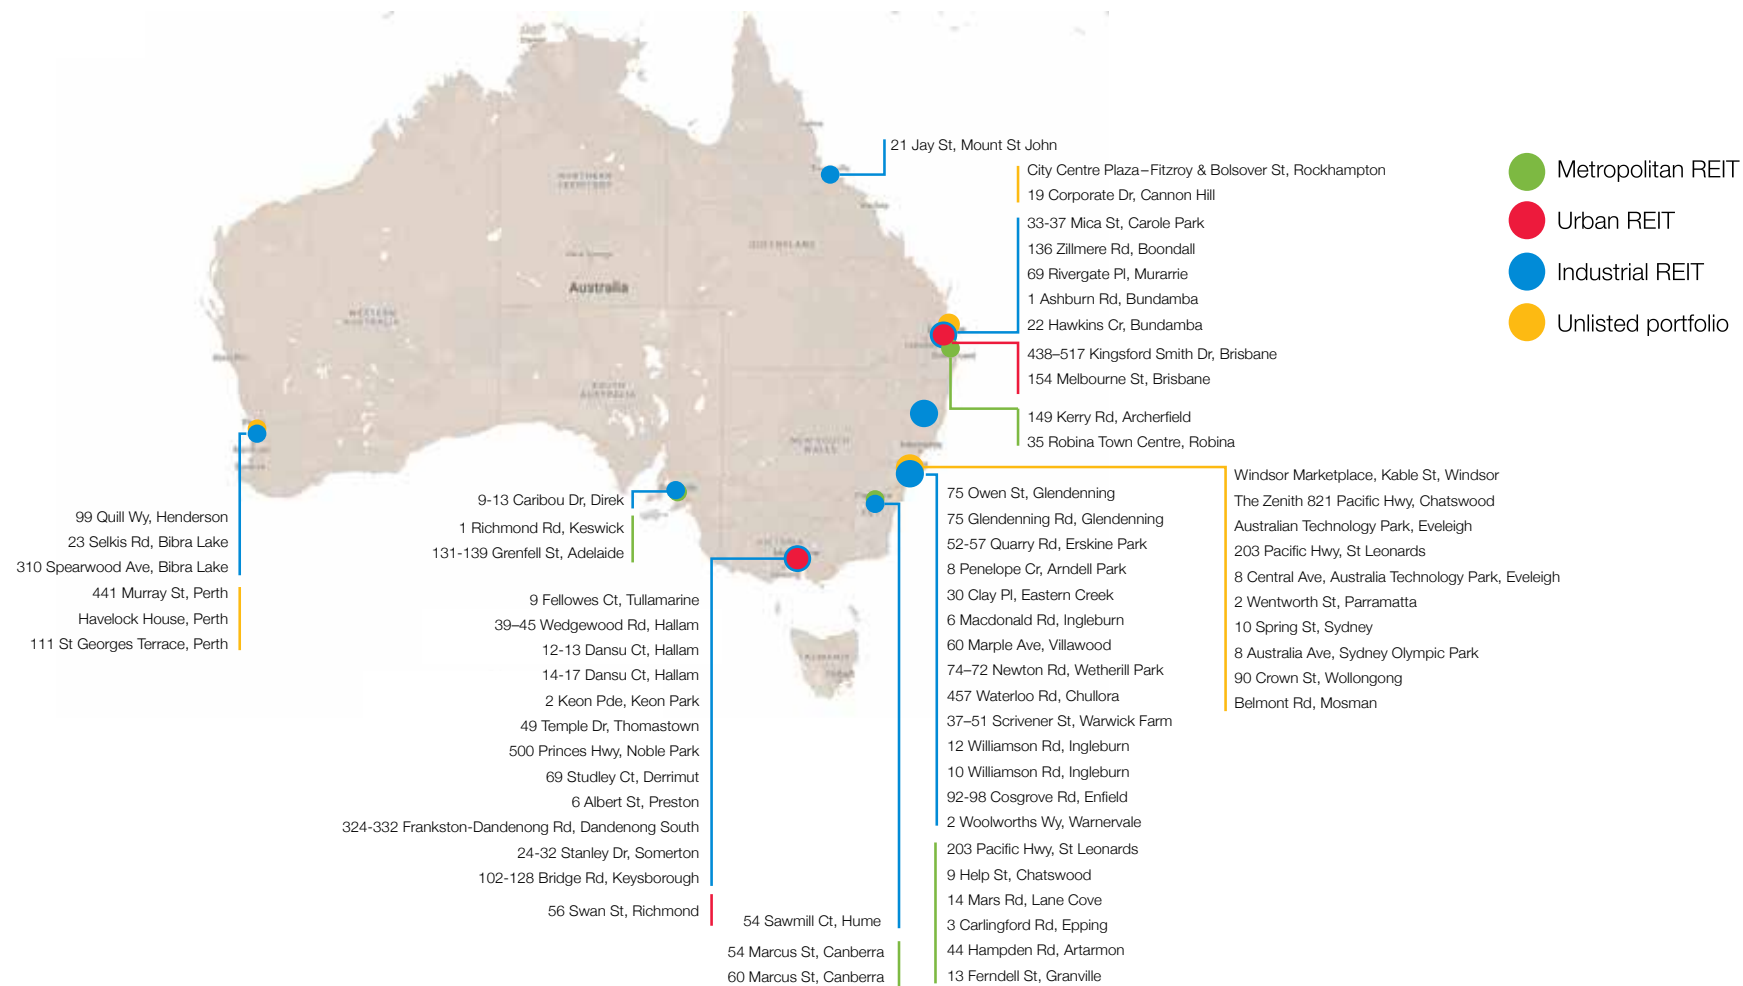 21 Jay St, Mount St John
City Centre Plaza–Fitzroy & Bolsover St, Rockhampton
19 Corporate Dr, Cannon Hill
33-37 Mica St, Carole Park
136 Zillmere Rd, Boondall
69 Rivergate Pl, Murarrie
1 Ashburn Rd, Bundamba
22 Hawkins Cr, Bundamba
438–517 Kingsford Smith Dr, Brisbane
154 Melbourne St, Brisbane
149 Kerry Rd, Archerfield
35 Robina Town Centre, Robina
Metropolitan REIT
Urban REIT
Industrial REIT
Unlisted portfolio
NORTHERN
TERRITORY
QUEENSLAND
Australia
WESTERN
AUSTRALIA
SOUTH
AUSTRALIA
NEW SOUTH
WALES
VICTORIA
TASMANIA
99 Quill Wy, Henderson
23 Selkis Rd, Bibra Lake
310 Spearwood Ave, Bibra Lake
441 Murray St, Perth
Havelock House, Perth
111 St Georges Terrace, Perth
9-13 Caribou Dr, Direk
1 Richmond Rd, Keswick
131-139 Grenfell St, Adelaide
9 Fellowes Ct, Tullamarine
39–45 Wedgewood Rd, Hallam
12-13 Dansu Ct, Hallam
14-17 Dansu Ct, Hallam
2 Keon Pde, Keon Park
49 Temple Dr, Thomastown
500 Princes Hwy, Noble Park
69 Studley Ct, Derrimut
6 Albert St, Preston
324-332 Frankston-Dandenong Rd, Dandenong South
24-32 Stanley Dr, Somerton
102-128 Bridge Rd, Keysborough
56 Swan St, Richmond
54 Sawmill Ct, Hume
54 Marcus St, Canberra
60 Marcus St, Canberra
75 Owen St, Glendenning
75 Glendenning Rd, Glendenning
52-57 Quarry Rd, Erskine Park
8 Penelope Cr, Arndell Park
30 Clay Pl, Eastern Creek
6 Macdonald Rd, Ingleburn
60 Marple Ave, Villawood
74–72 Newton Rd, Wetherill Park
457 Waterloo Rd, Chullora
37–51 Scrivener St, Warwick Farm
12 Williamson Rd, Ingleburn
10 Williamson Rd, Ingleburn
92-98 Cosgrove Rd, Enfield
2 Woolworths Wy, Warnervale
203 Pacific Hwy, St Leonards
9 Help St, Chatswood
14 Mars Rd, Lane Cove
3 Carlingford Rd, Epping
44 Hampden Rd, Artarmon
13 Ferndell St, Granville
Windsor Marketplace, Kable St, Windsor
The Zenith 821 Pacific Hwy, Chatswood
Australian Technology Park, Eveleigh
203 Pacific Hwy, St Leonards
8 Central Ave, Australia Technology Park, Eveleigh
2 Wentworth St, Parramatta
10 Spring St, Sydney
8 Australia Ave, Sydney Olympic Park
90 Crown St, Wollongong
Belmont Rd, Mosman